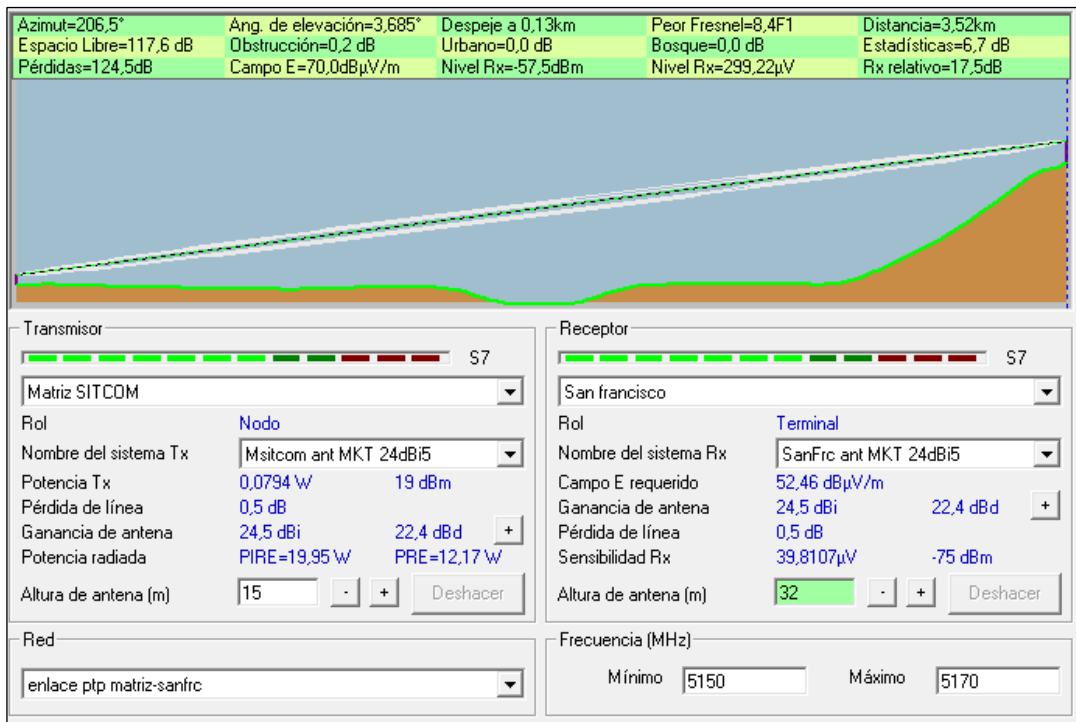 Azimut=206,5° Ang. de elevación=3,685° Despeje a 0,13km Peor Fresnel=8,4F1 Distancia=3,52km
Espacio Libre=117,6 dB Obstrucción=0,2 dB Urbano=0,0 dB Bosque=0,0 dB Estadísticas=6,7 dB
Pérdidas=124,5dB Campo E=70,0dBµV/m Nivel Rx=-57,5dBm Nivel Rx=299,22µV Rx relativo=17,5dB
Transmisor
S7
Matriz SITCOM
Rol Nodo
Nombre del sistema Tx Msitcom ant MKT 24dBi5
Potencia Tx 0,0794 W 19 dBm
Pérdida de línea 0,5 dB
Ganancia de antena 24,5 dBi 22,4 dBd +
Potencia radiada PIRE=19,95 W PRE=12,17 W
Altura de antena (m) 15 - + Deshacer
Receptor
S7
San francisco
Rol Terminal
Nombre del sistema Rx SanFrc ant MKT 24dBi5
Campo E requerido 52,46 dBµV/m
Ganancia de antena 24,5 dBi 22,4 dBd +
Pérdida de línea 0,5 dB
Sensibilidad Rx 39,8107µV -75 dBm
Altura de antena (m) 32 - + Deshacer
Red
enlace ptp matriz-sanfrc
Frecuencia (MHz)
Mínimo 5150 Máximo 5170